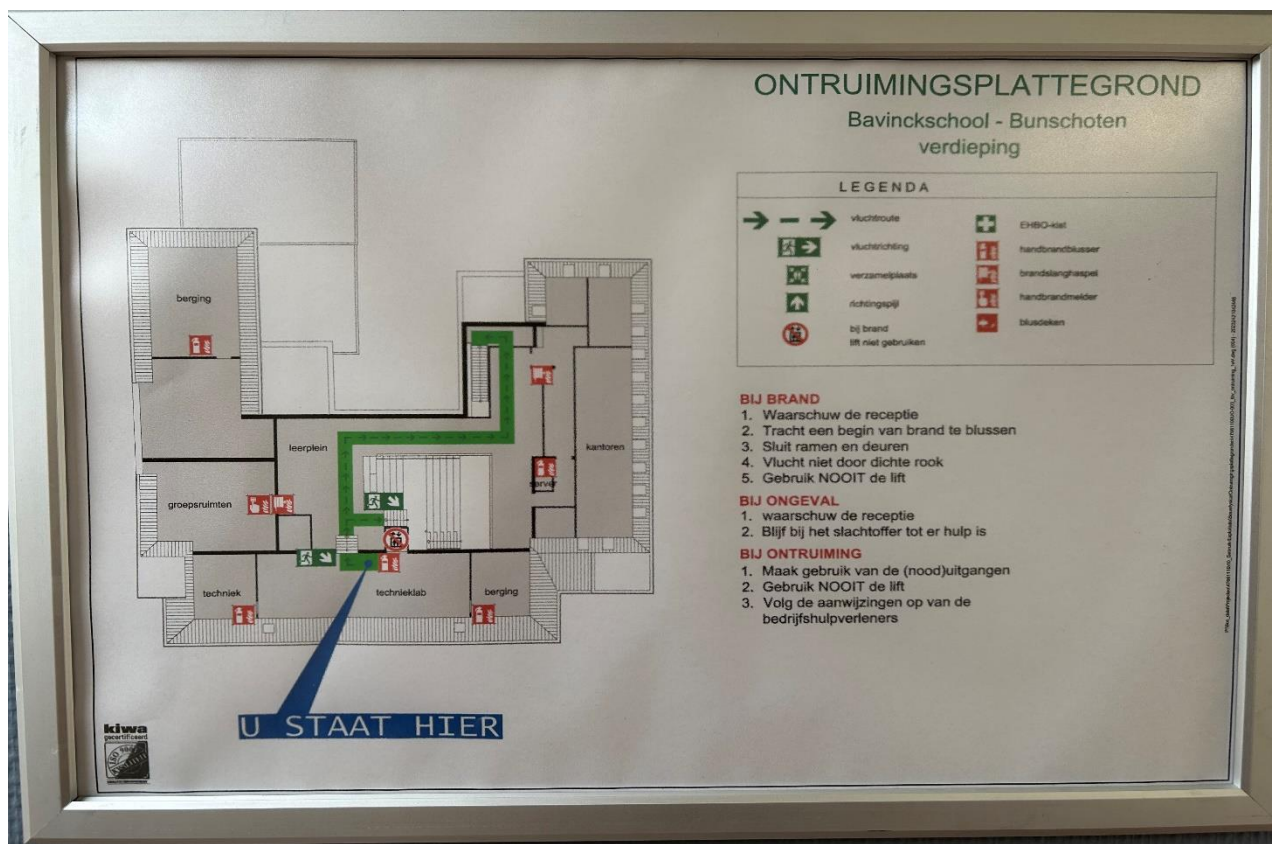 ONTRUIMINGSPLATTEGROND
Bavinckschool - Bunschoten
verdieping
LEGENDA
vluchtroute
vluchtrichting
verzamelplaats
richtingspijl
bij brand
lift niet gebruiken
EHBO-kist
handbrandblusser
brandslanghaspel
handbrandmelder
blusdeken
BIJ BRAND
1. Waarschuw de receptie
2. Tracht een begin van brand te blussen
3. Sluit ramen en deuren
4. Vlucht niet door dichte rook
5. Gebruik NOOIT de lift
BIJ ONGEVAL
1. waarschuw de receptie
2. Blijf bij het slachtoffer tot er hulp is
BIJ ONTRUIMING
1. Maak gebruik van de (nood)uitgangen
2. Gebruik NOOIT de lift
3. Volg de aanwijzingen op van de
bedrijfshulpverleners
berging
leerplein
kantoren
server
groepsruimten
techniek
technieklab
berging
U STAAT HIER
kiwa
gecertificeerd